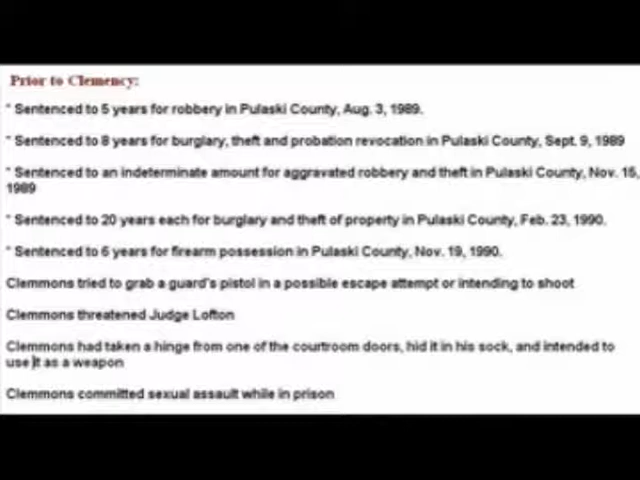 Prior to Clemency:
* Sentenced to 5 years for robbery in Pulaski County, Aug. 3, 1989.
* Sentenced to 8 years for burglary, theft and probation revocation in Pulaski County, Sept. 9, 1989
* Sentenced to an indeterminate amount for aggravated robbery and theft in Pulaski County, Nov. 15,
1989
* Sentenced to 20 years each for burglary and theft of property in Pulaski County, Feb. 23, 1990.
* Sentenced to 6 years for firearm possession in Pulaski County, Nov. 19, 1990.
Clemmons tried to grab a guard's pistol in a possible escape attempt or intending to shoot
Clemmons threatened Judge Lofton
Clemmons had taken a hinge from one of the courtroom doors, hid it in his sock, and intended to
use it as a weapon
Clemmons committed sexual assault while in prison